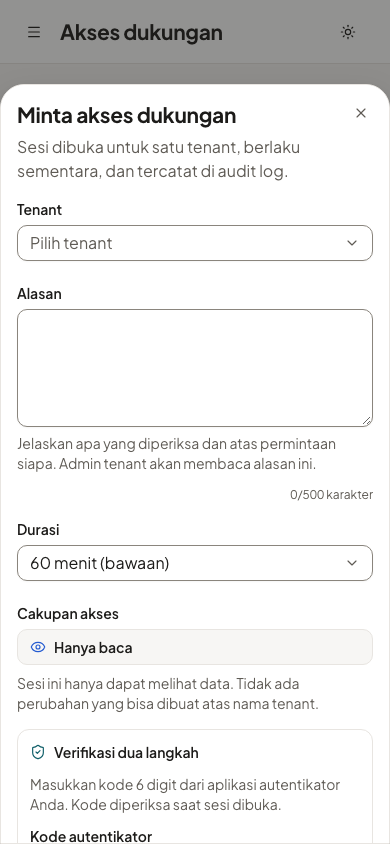 Akses dukungan
Minta akses dukungan
Sesi dibuka untuk satu tenant, berlaku
sementara, dan tercatat di audit log.
Tenant
Pilih tenant
Alasan
Jelaskan apa yang diperiksa dan atas permintaan
siapa. Admin tenant akan membaca alasan ini.
0/500 karakter
Durasi
60 menit (bawaan)
Cakupan akses
Hanya baca
Sesi ini hanya dapat melihat data. Tidak ada
perubahan yang bisa dibuat atas nama tenant.
Verifikasi dua langkah
Masukkan kode 6 digit dari aplikasi autentikator
Anda. Kode diperiksa saat sesi dibuka.
Kode autentikator